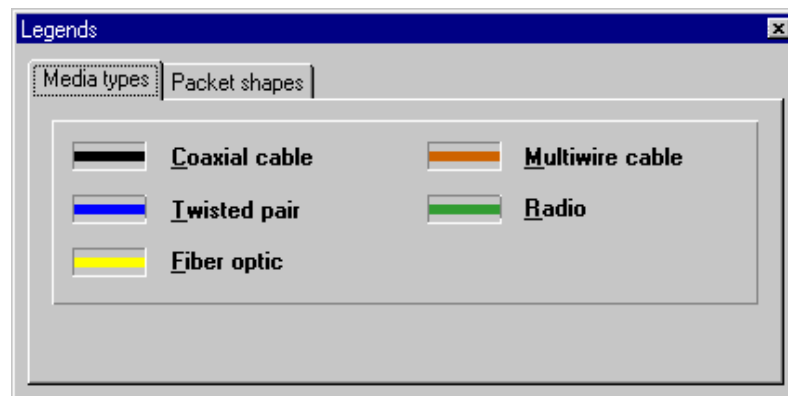 Legends
Media types
Packet shapes
Coaxial cable
Multiwire cable
Twisted pair
Radio
Fiber optic